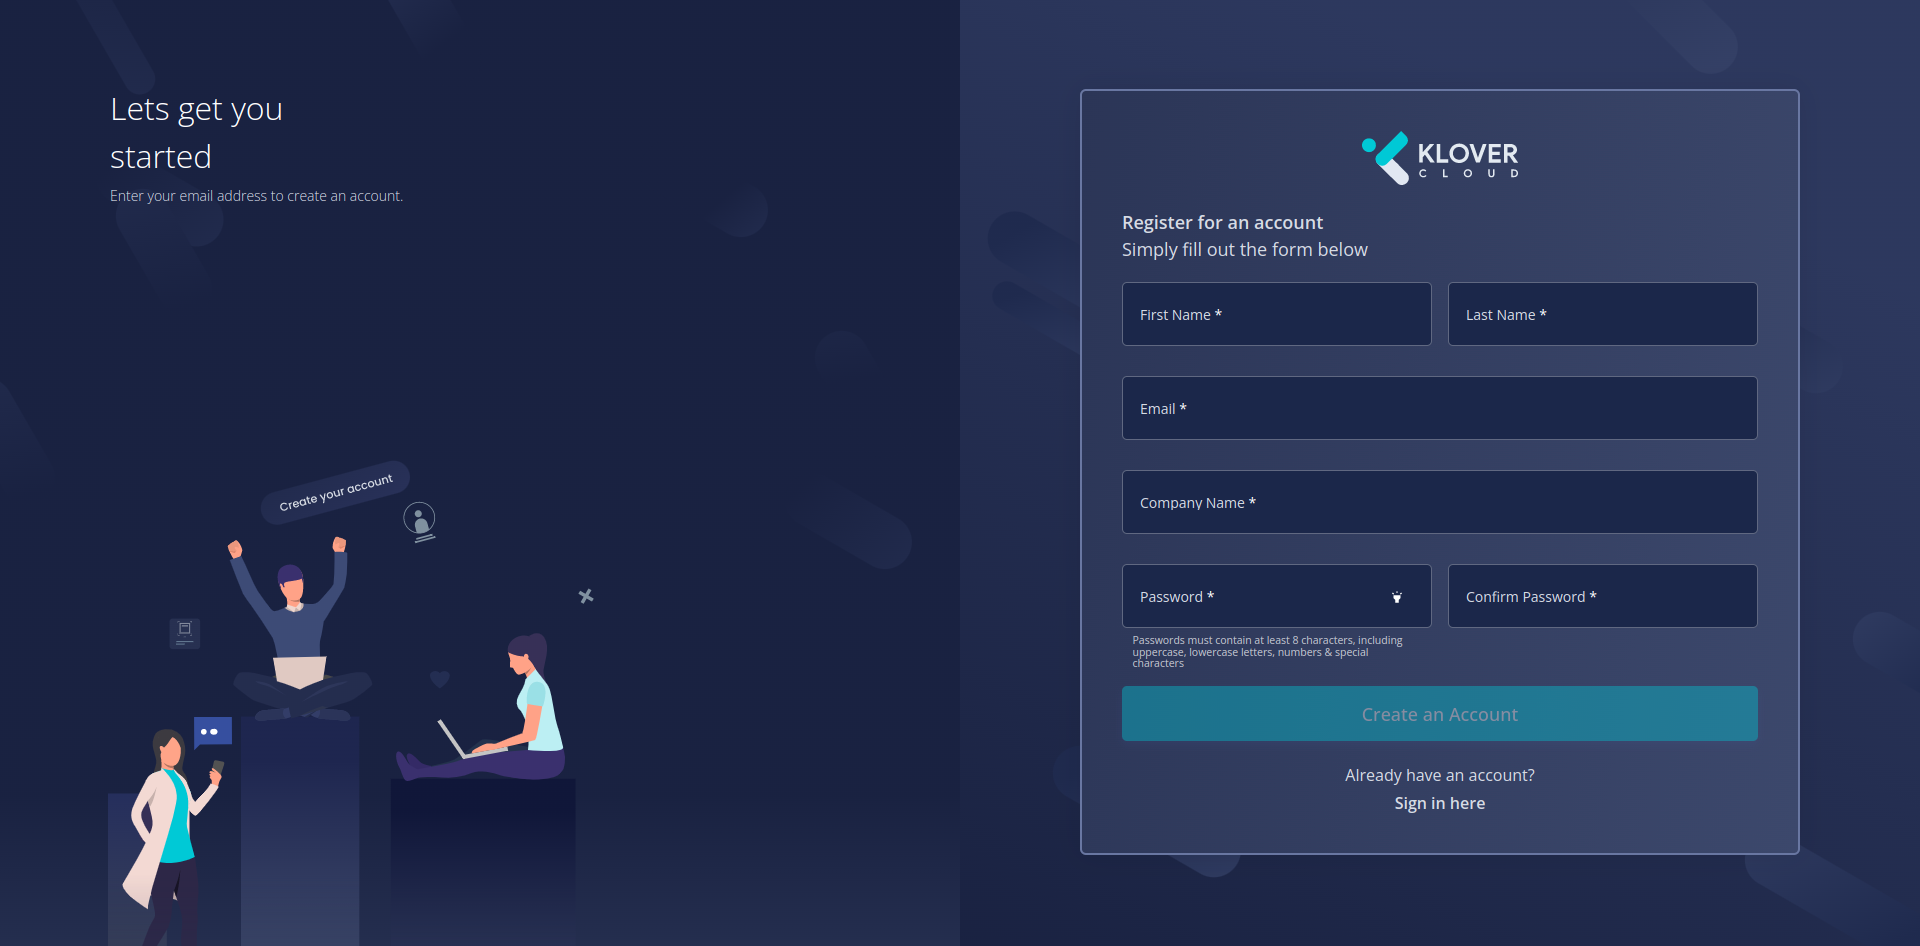 Lets get you
started
Enter your email address to create an account.
Create your account
KLOVER
CLOUD
Register for an account
Simply fill out the form below
First Name *
Last Name *
Email *
Company Name *
Password *
Confirm Password *
Passwords must contain at least 8 characters, including
uppercase, lowercase letters, numbers & special
characters
Create an Account
Already have an account?
Sign in here